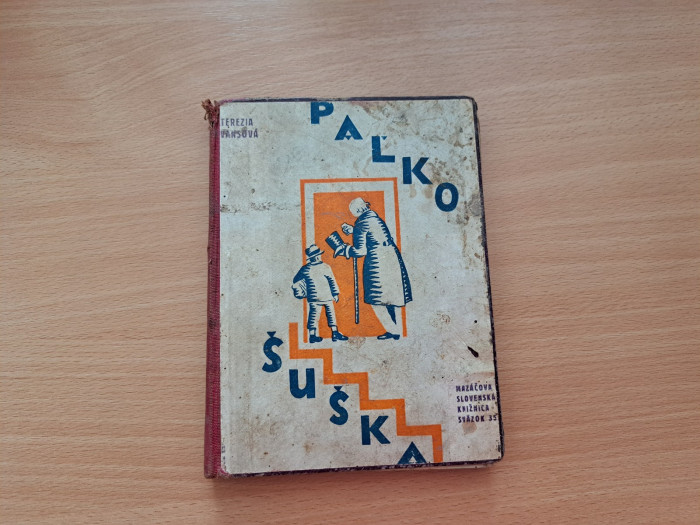 TEREZIA
VANSOVÁ
PAĽKO
ŠUŠKA
MAZÁČOVA
SLOVENSKÁ
KNIŽNICA
SVÄZOK 35